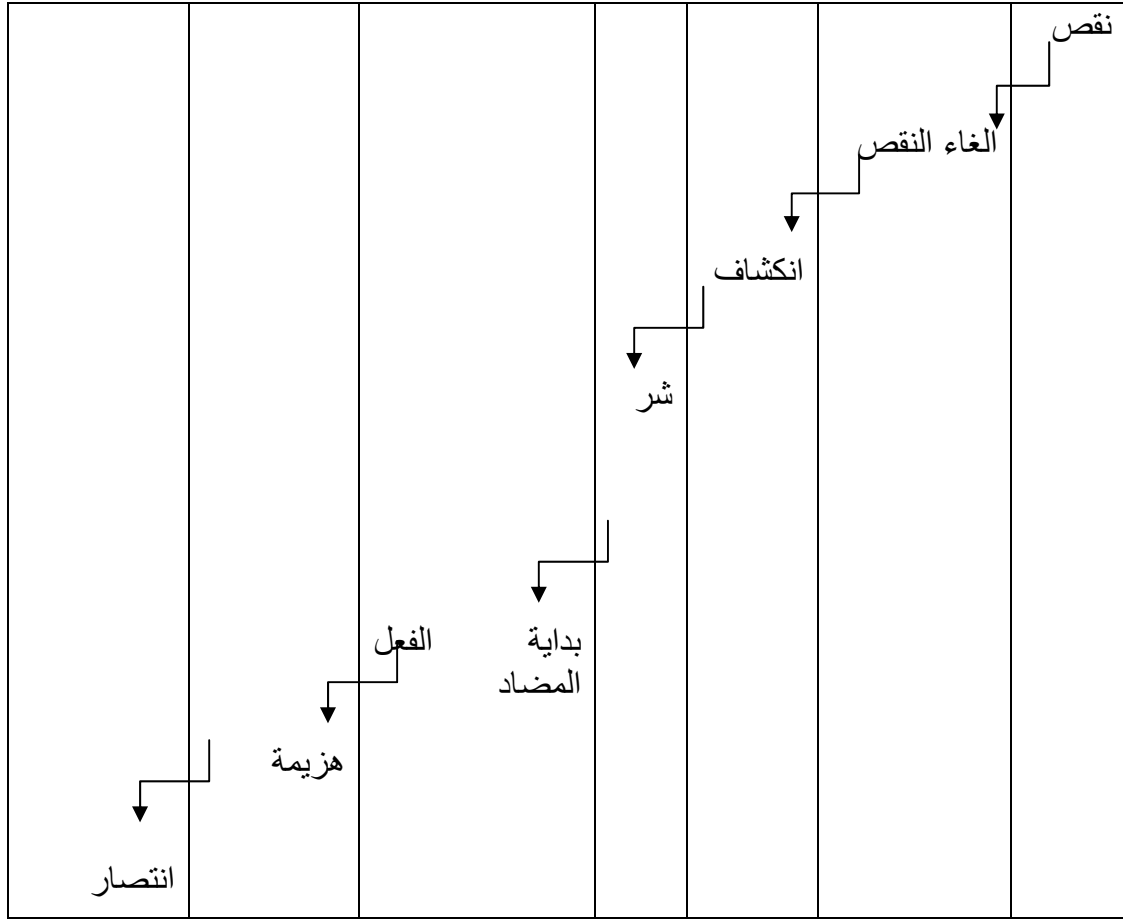 نقص
الغاء النقص
انكشاف
شر
بداية الفعل
المضاد
هزيمة
انتصار